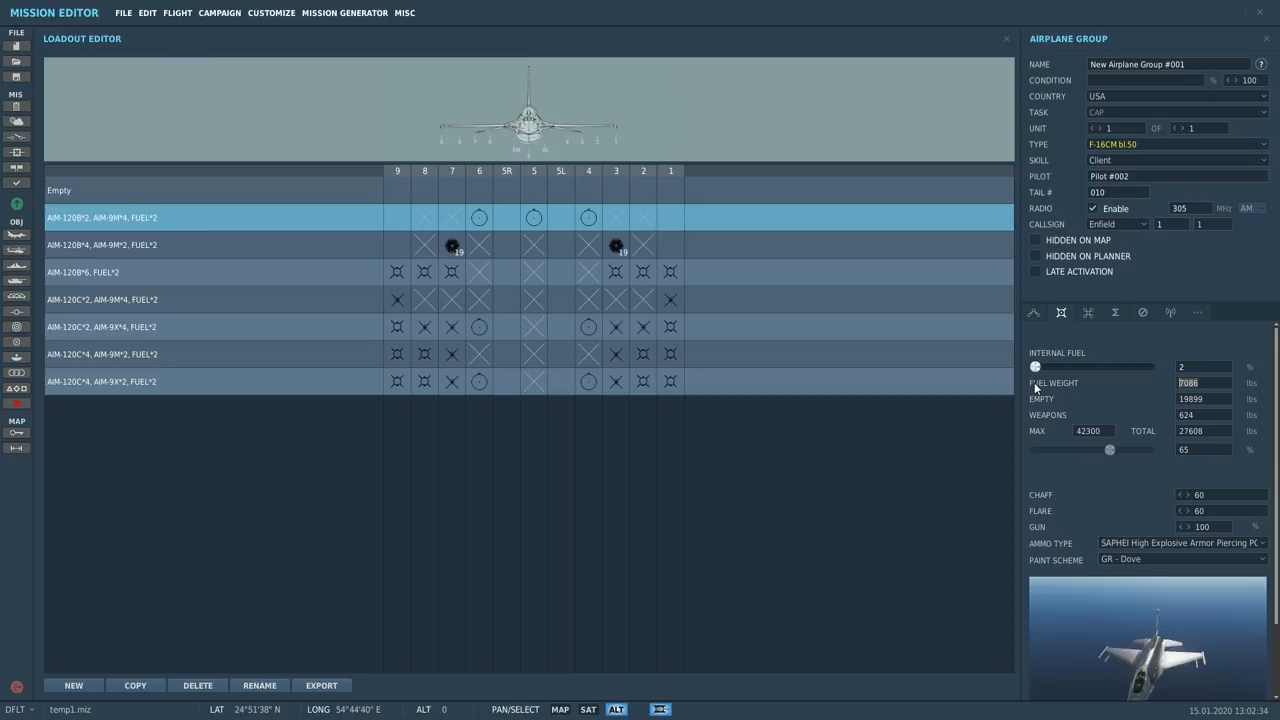 MISSION EDITOR FILE EDIT FLIGHT CAMPAIGN CUSTOMIZE MISSION GENERATOR MISC
FILE
LOADOUT EDITOR
AIRPLANE GROUP
NAME New Airplane Group #001 ?
CONDITION % 100
MIS
COUNTRY USA
TASK CAP
UNIT 1 OF 1
TYPE F-16CM bl.50
SKILL Client
PILOT Pilot #002
TAIL # 010
RADIO Enable 305 MHz AM
CALLSIGN Enfield 1 1
HIDDEN ON MAP
HIDDEN ON PLANNER
LATE ACTIVATION
9 8 7 6 5R 5 5L 4 3 2 1
Empty
AIM-120B*2, AIM-9M*4, FUEL*2
OBJ
AIM-120B*4, AIM-9M*2, FUEL*2 19 19
AIM-120B*6, FUEL*2
AIM-120C*2, AIM-9M*4, FUEL*2
AIM-120C*2, AIM-9X*4, FUEL*2
AIM-120C*4, AIM-9M*2, FUEL*2
AIM-120C*4, AIM-9X*2, FUEL*2
INTERNAL FUEL
2 %
FUEL WEIGHT 7086 lbs
EMPTY 19899 lbs
WEAPONS 624 lbs
MAX 42300 TOTAL 27608 lbs
65 %
MAP
CHAFF 60
FLARE 60
GUN 100 %
AMMO TYPE SAPHEI High Explosive Armor Piercing PC
PAINT SCHEME GR - Dove
NEW COPY DELETE RENAME EXPORT
DFLT temp1.miz LAT 24°51'38" N LONG 54°44'40" E ALT 0 PAN/SELECT MAP SAT ALT 15.01.2020 13:02:34